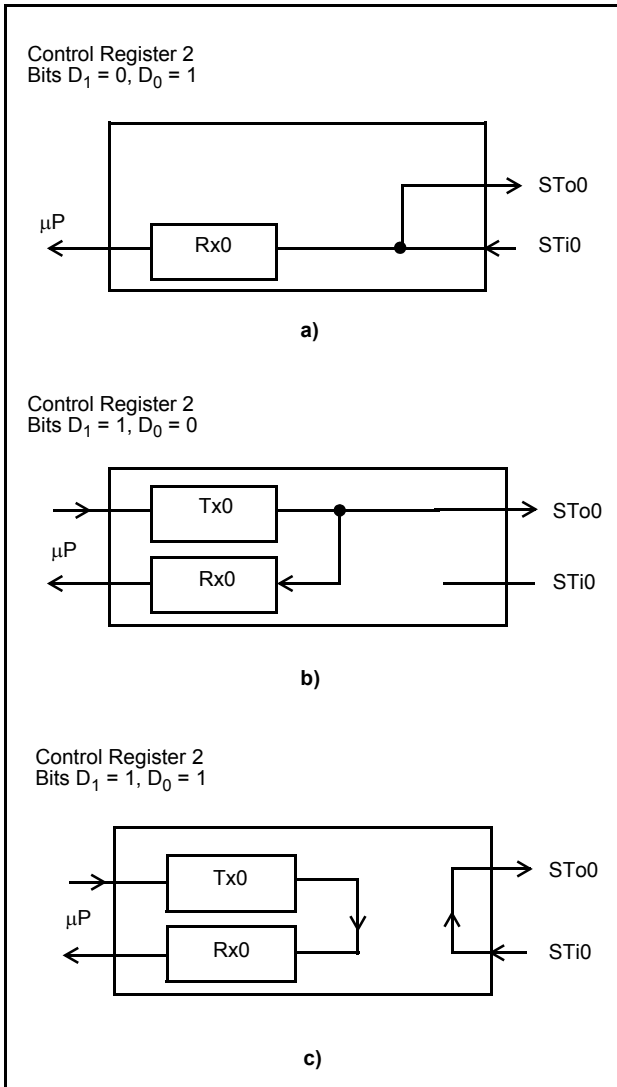 Control Register 2
Bits D1 = 0, D0 = 1
STo0
μP
Rx0
STi0
a)
Control Register 2
Bits D1 = 1, D0 = 0
Tx0
STo0
μP
Rx0
STi0
b)
Control Register 2
Bits D1 = 1, D0 = 1
STo0
Tx0
μP
Rx0
STi0
c)